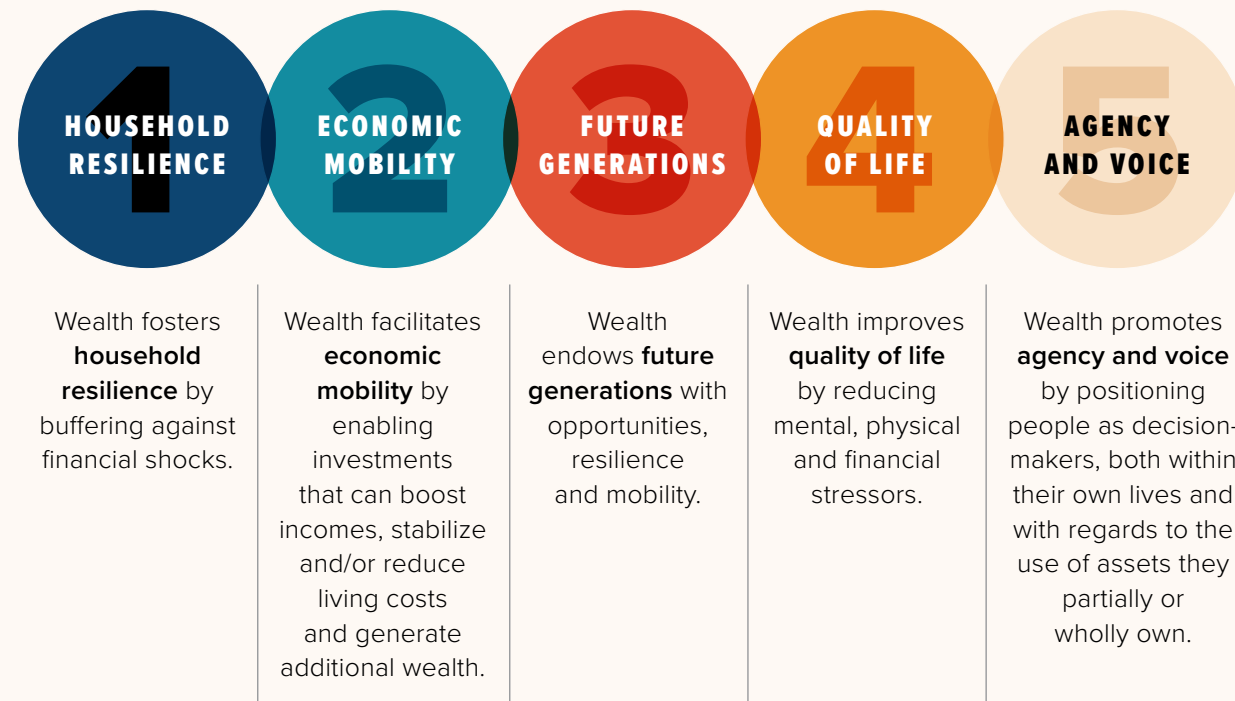 1
HOUSEHOLD
RESILIENCE
2
ECONOMIC
MOBILITY
3
FUTURE
GENERATIONS
4
QUALITY
OF LIFE
5
AGENCY
AND VOICE
Wealth fosters
household
resilience by
buffering against
financial shocks.
Wealth facilitates
economic
mobility by
enabling
investments
that can boost
incomes, stabilize
and/or reduce
living costs
and generate
additional wealth.
Wealth
endows future
generations with
opportunities,
resilience
and mobility.
Wealth improves
quality of life
by reducing
mental, physical
and financial
stressors.
Wealth promotes
agency and voice
by positioning
people as decision-
makers, both within
their own lives and
with regards to the
use of assets they
partially or
wholly own.